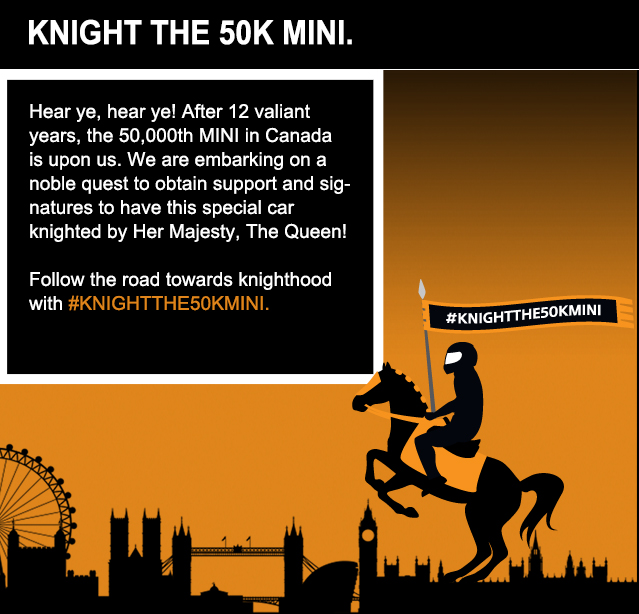 KNIGHT THE 50K MINI.
Hear ye, hear ye! After 12 valiant
years, the 50,000th MINI in Canada
is upon us. We are embarking on a
noble quest to obtain support and sig-
natures to have this special car
knighted by Her Majesty, The Queen!
Follow the road towards knighthood
with #KNIGHTTHE50KMINI.
#KNIGHTTHE50KMINI